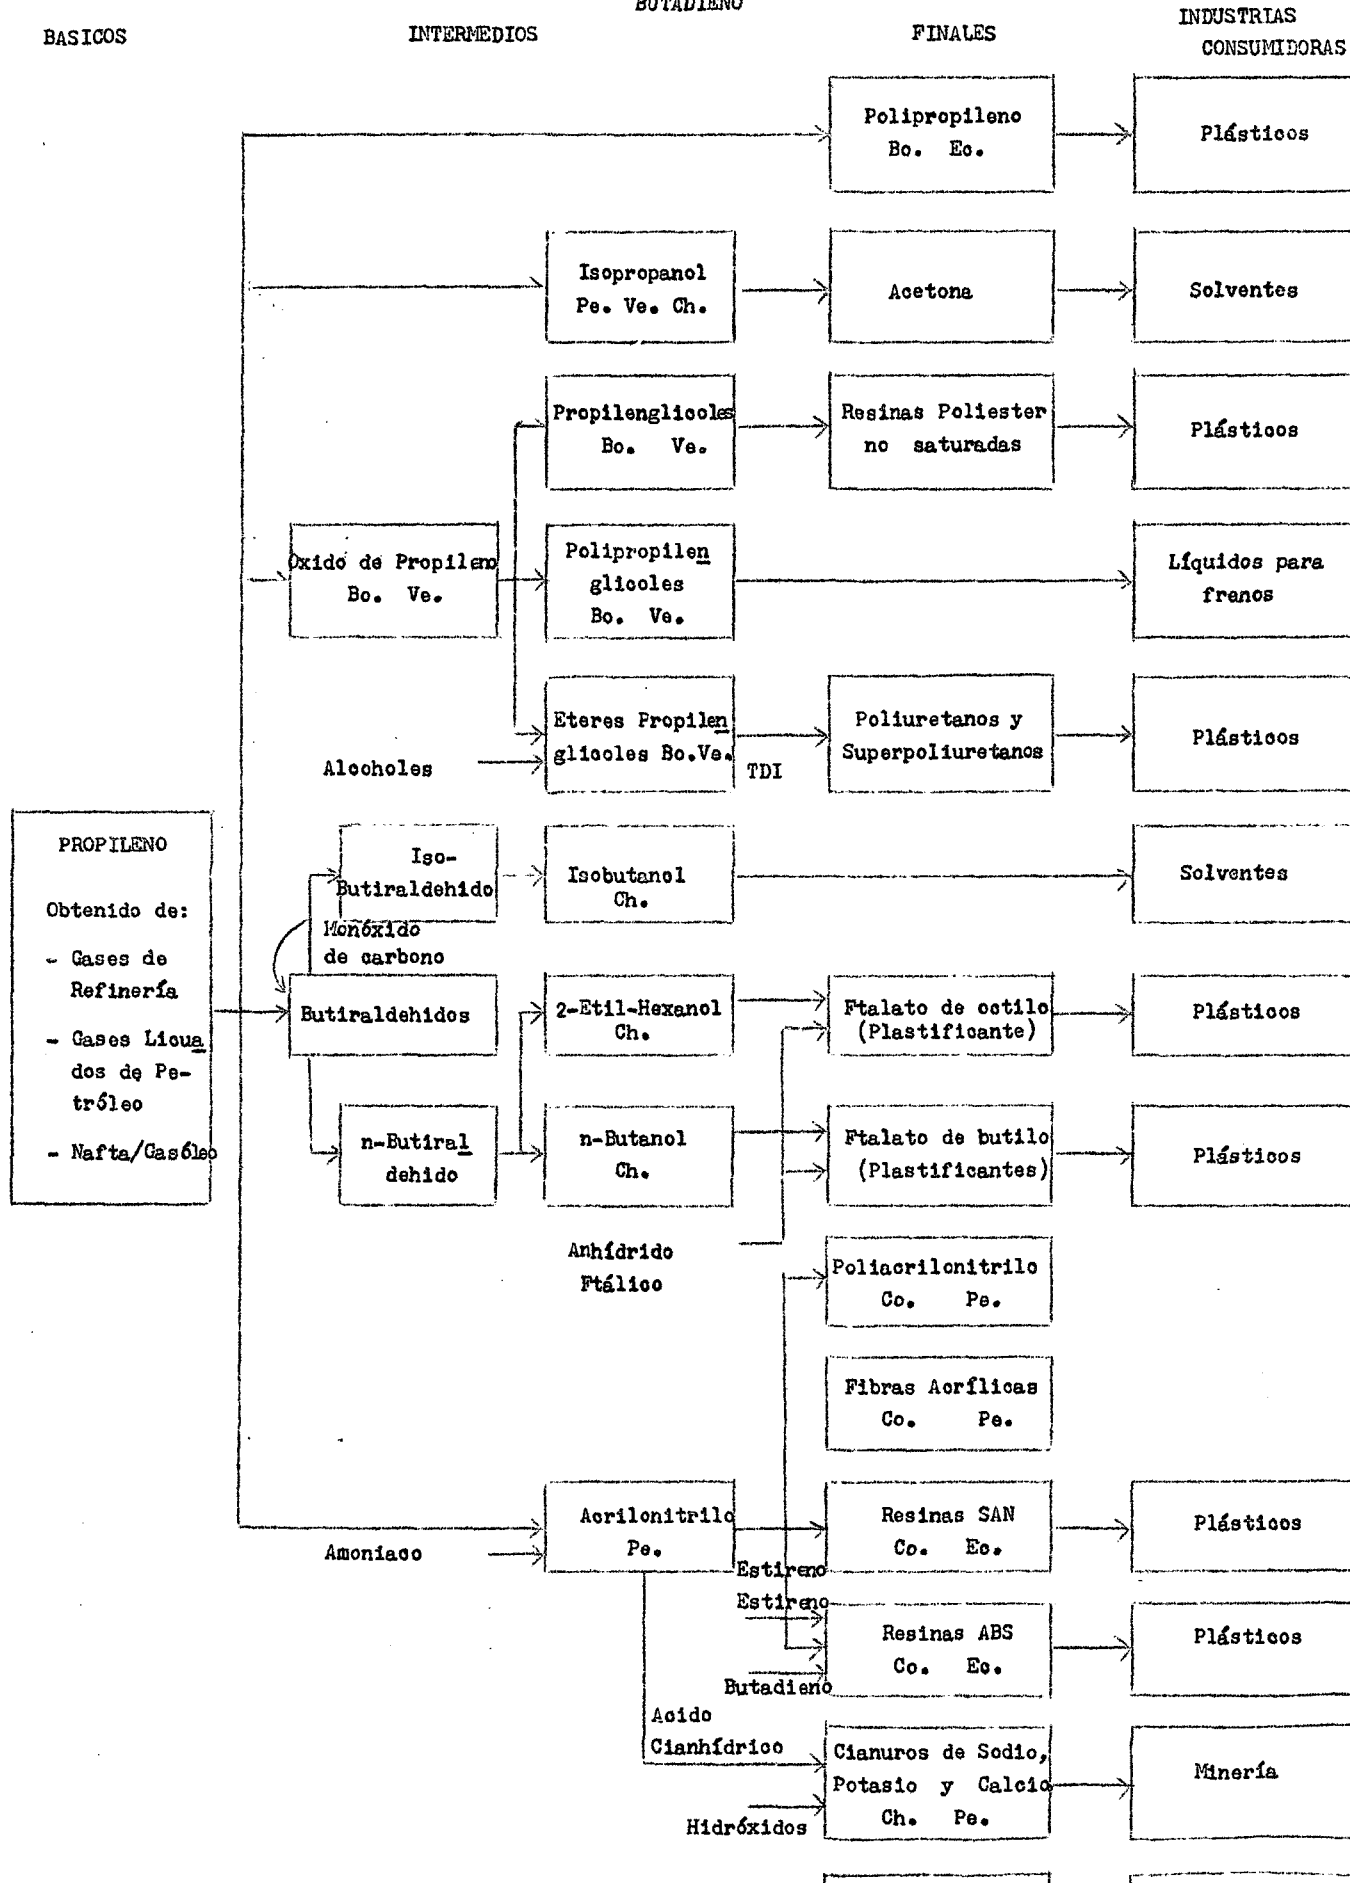 BUTADIENO
BASICOS
INTERMEDIOS
FINALES
INDUSTRIAS
CONSUMIDORAS
Polipropileno
Bo. Ec.
Plásticos
Isopropanol
Pe. Ve. Ch.
Acetona
Solventes
Propilenglicoles
Bo. Ve.
Resinas Poliester
no saturadas
Plásticos
Oxido de Propileno
Bo. Ve.
Polipropilen
glicoles
Bo. Ve.
Líquidos para
frenos
Eteres Propilen
glicoles Bo.Ve.
Alcoholes
TDI
Poliuretanos y
Superpoliuretanos
Plásticos
PROPILENO
Obtenido de:
- Gases de
Refinería
- Gases Licua
dos de Pe-
tróleo
- Nafta/Gasóleo
Iso-
Butiraldehido
Isobutanol
Ch.
Solventes
Monóxido
de carbono
Butiraldehidos
2-Etil-Hexanol
Ch.
Ftalato de octilo
(Plastificante)
Plásticos
n-Butiral
dehido
n-Butanol
Ch.
Ftalato de butilo
(Plastificantes)
Plásticos
Anhídrido
Ftálico
Poliacrilonitrilo
Co. Pe.
Fibras Acrílicas
Co. Pe.
Amoniaco
Acrilonitrilo
Pe.
Resinas SAN
Co. Ec.
Plásticos
Estireno
Estireno
Resinas ABS
Co. Ec.
Plásticos
Butadieno
Acido
Cianhídrico
Cianuros de Sodio,
Potasio y Calcio
Ch. Pe.
Minería
Hidróxidos